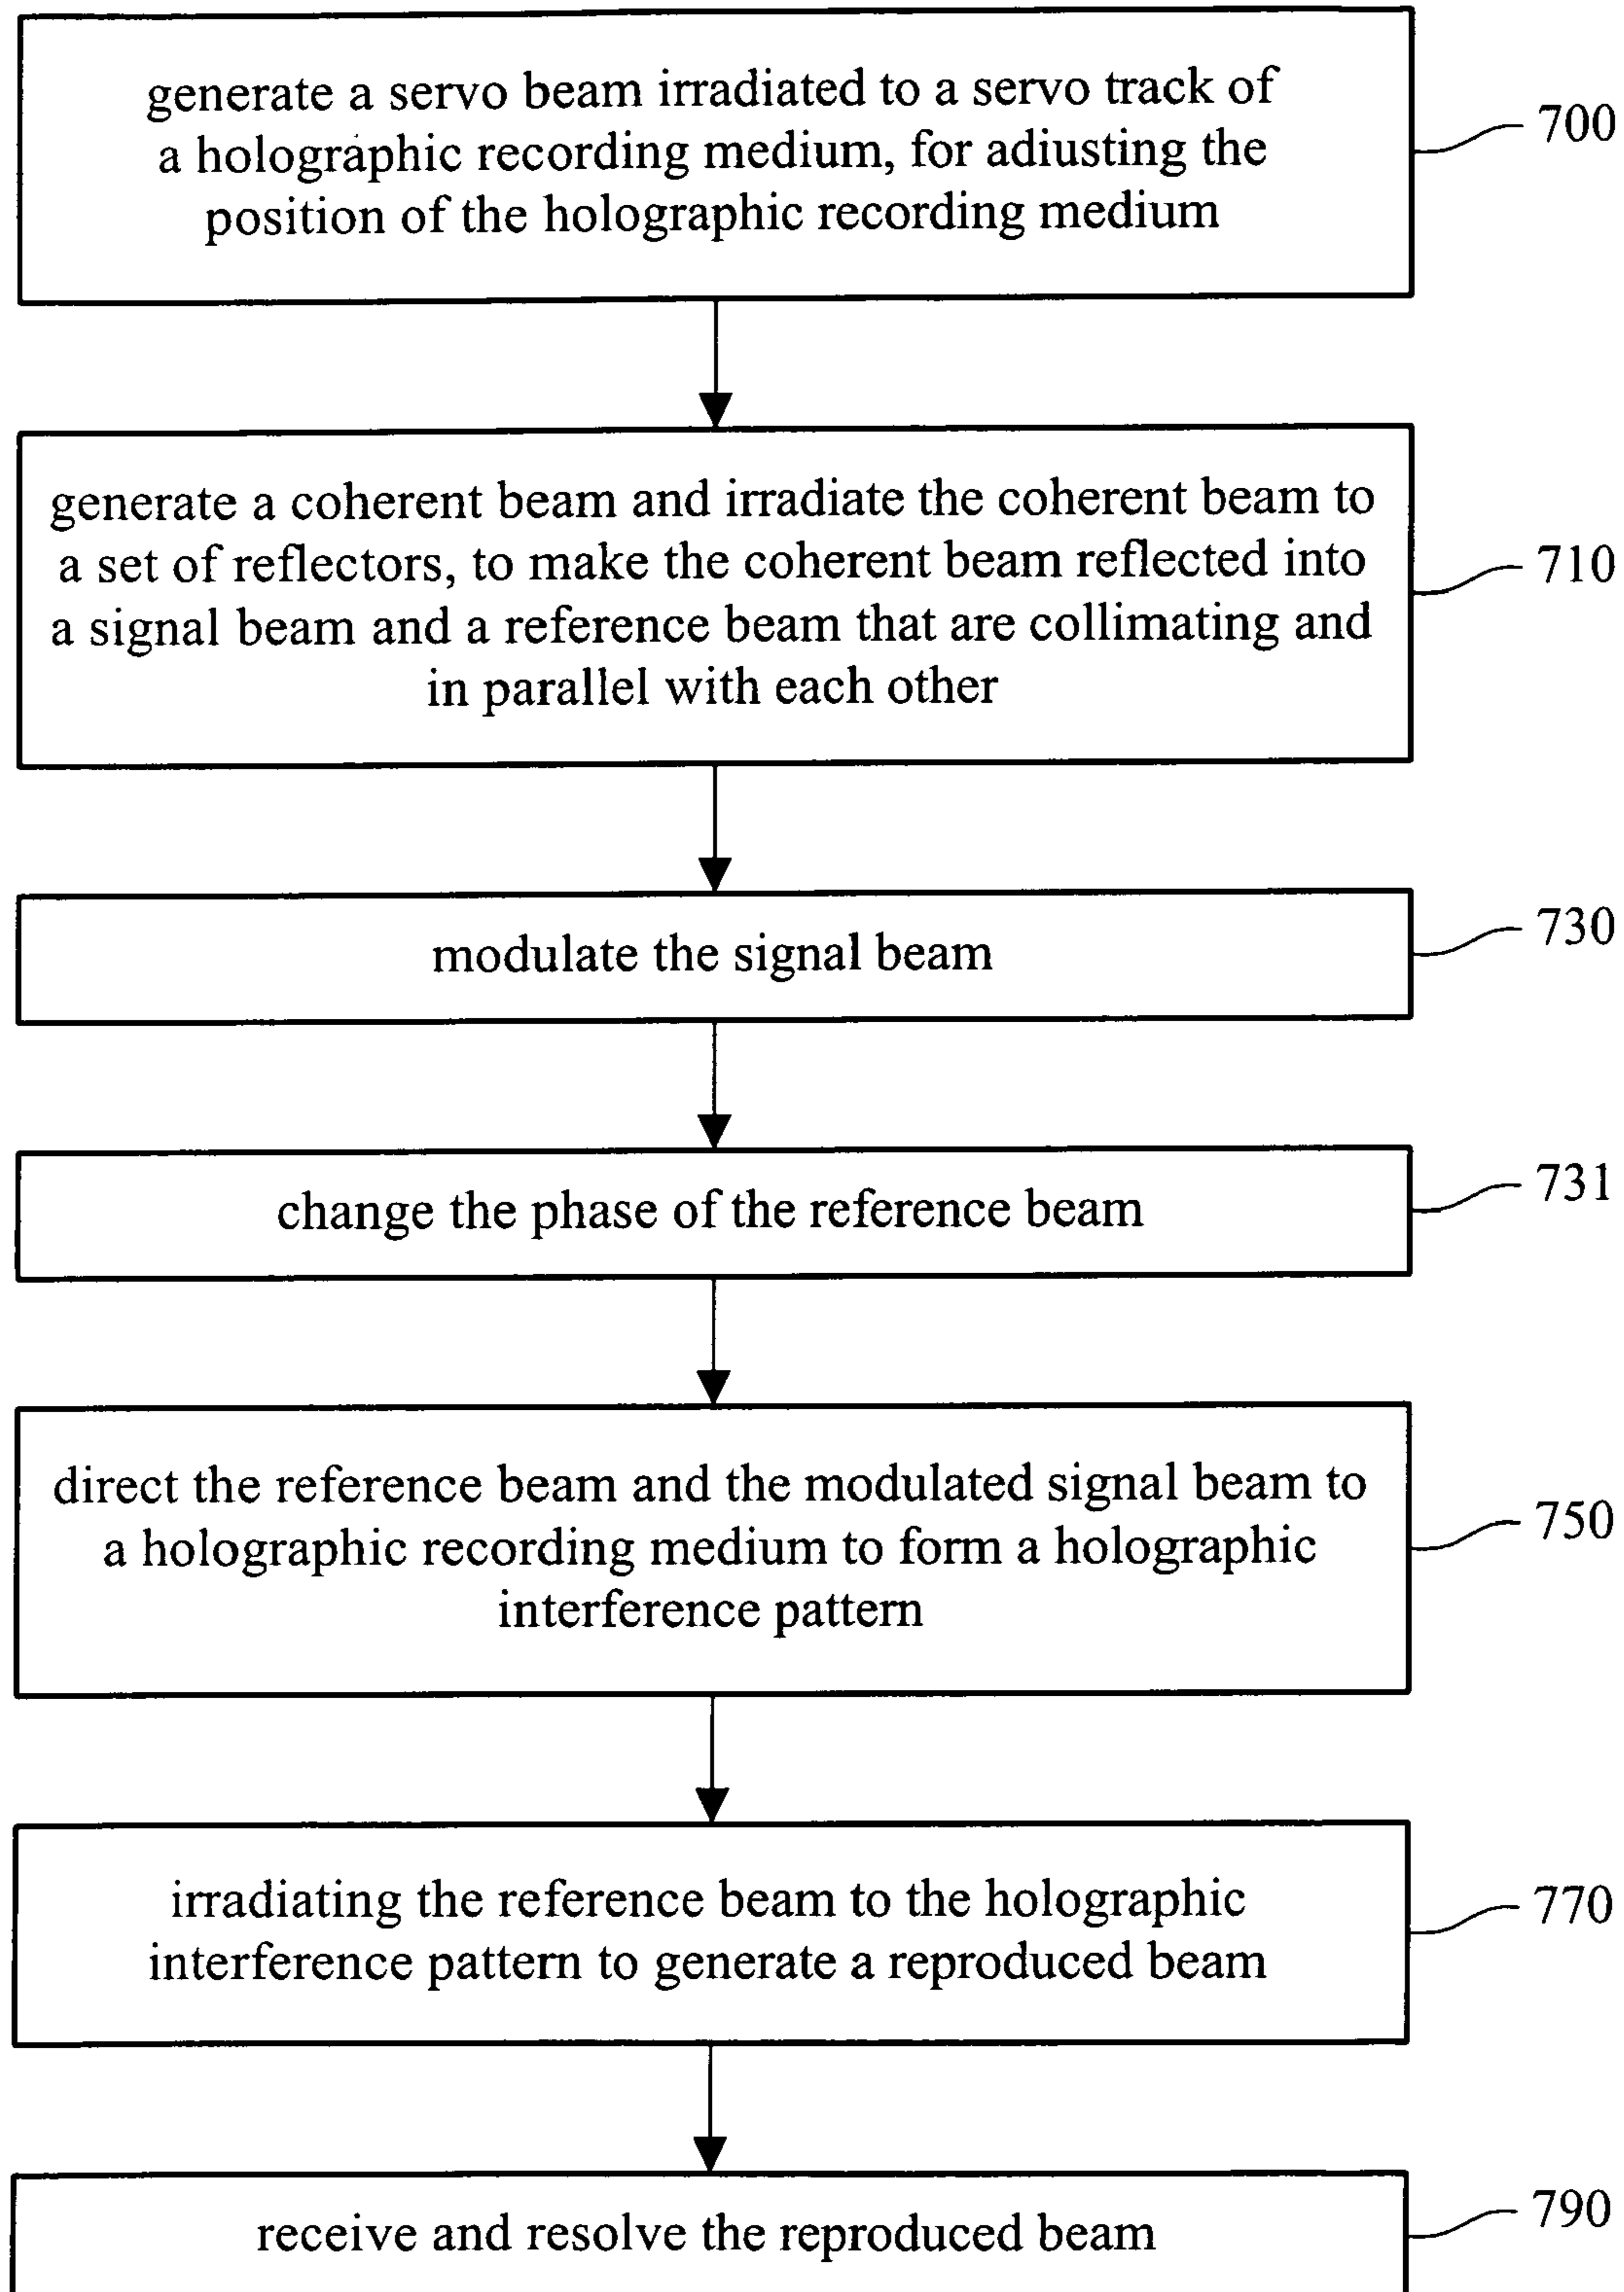 generate a servo beam irradiated to a servo track of
a holographic recording medium, for adiusting the
position of the holographic recording medium
700
generate a coherent beam and irradiate the coherent beam to
a set of reflectors, to make the coherent beam reflected into
a signal beam and a reference beam that are collimating and
in parallel with each other
710
modulate the signal beam
730
change the phase of the reference beam
731
direct the reference beam and the modulated signal beam to
a holographic recording medium to form a holographic
interference pattern
750
irradiating the reference beam to the holographic
interference pattern to generate a reproduced beam
770
receive and resolve the reproduced beam
790